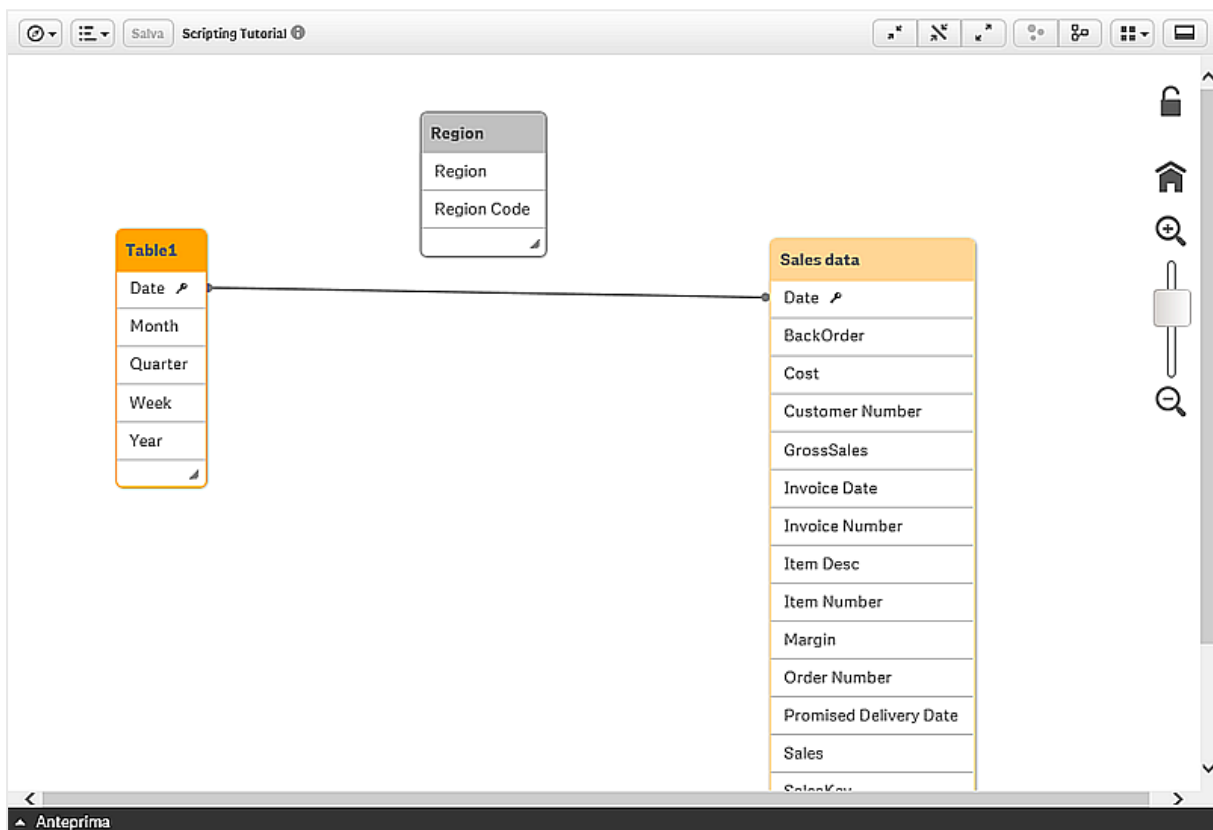 Salva Scripting Tutorial
Region
Region
Region Code
Table1
Date
Month
Quarter
Week
Year
Sales data
Date
BackOrder
Cost
Customer Number
GrossSales
Invoice Date
Invoice Number
Item Desc
Item Number
Margin
Order Number
Promised Delivery Date
Sales
SalesKey
Anteprima